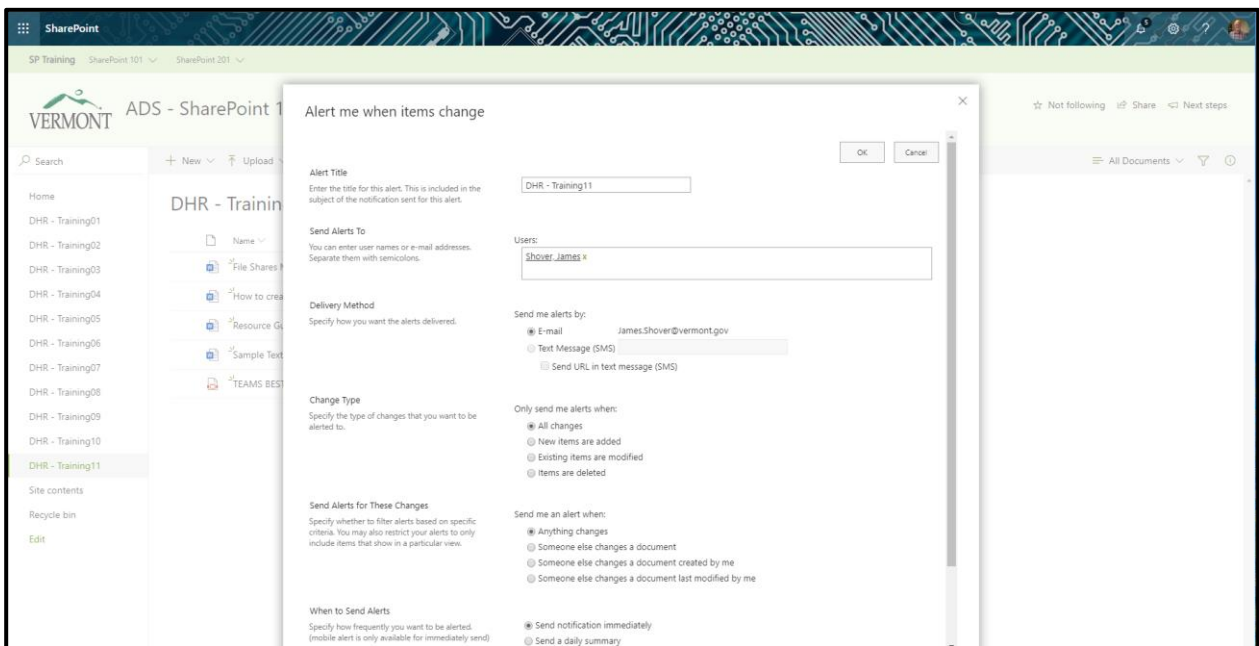 SharePoint
5
?
SP Training SharePoint 101 SharePoint 201
VERMONT
ADS - SharePoint 1
Not following Share Next steps
Search
+ New Upload
All Documents
Home
DHR - Training01
DHR - Training02
DHR - Training03
DHR - Training04
DHR - Training05
DHR - Training06
DHR - Training07
DHR - Training08
DHR - Training09
DHR - Training10
DHR - Training11
Site contents
Recycle bin
Edit
DHR - Trainin
Name
File Shares
How to crea
Resource Gu
Sample Text
TEAMS BEST
Alert me when items change
OK Cancel
Alert Title
Enter the title for this alert. This is included in the
subject of the notification sent for this alert.
DHR - Training11
Send Alerts To
You can enter user names or e-mail addresses.
Separate them with semicolons.
Users:
Shover, James x
Delivery Method
Specify how you want the alerts delivered.
Send me alerts by:
E-mail James.Shover@vermont.gov
Text Message (SMS)
Send URL in text message (SMS)
Change Type
Specify the type of changes that you want to be
alerted to.
Only send me alerts when:
All changes
New items are added
Existing items are modified
Items are deleted
Send Alerts for These Changes
Specify whether to filter alerts based on specific
criteria. You may also restrict your alerts to only
include items that show in a particular view.
Send me an alert when:
Anything changes
Someone else changes a document
Someone else changes a document created by me
Someone else changes a document last modified by me
When to Send Alerts
Specify how frequently you want to be alerted.
(mobile alert is only available for immediately send)
Send notification immediately
Send a daily summary